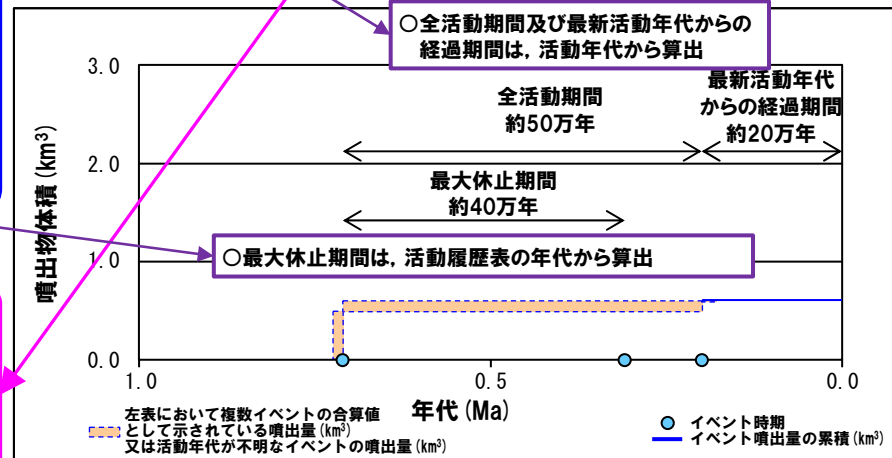 ○全活動期間及び最新活動年代からの
経過期間は，活動年代から算出
3.0
2.0
1.0
0.0
噴出物体積(km³)
全活動期間
約50万年
最新活動年代
からの経過期間
約20万年
最大休止期間
約40万年
○最大休止期間は，活動履歴表の年代から算出
1.0
0.5
0.0
年代(Ma)
左表において複数イベントの合算値
として示されている噴出量(km³)
又は活動年代が不明なイベントの噴出量(km³)
イベント時期
イベント噴出量の累積(km³)